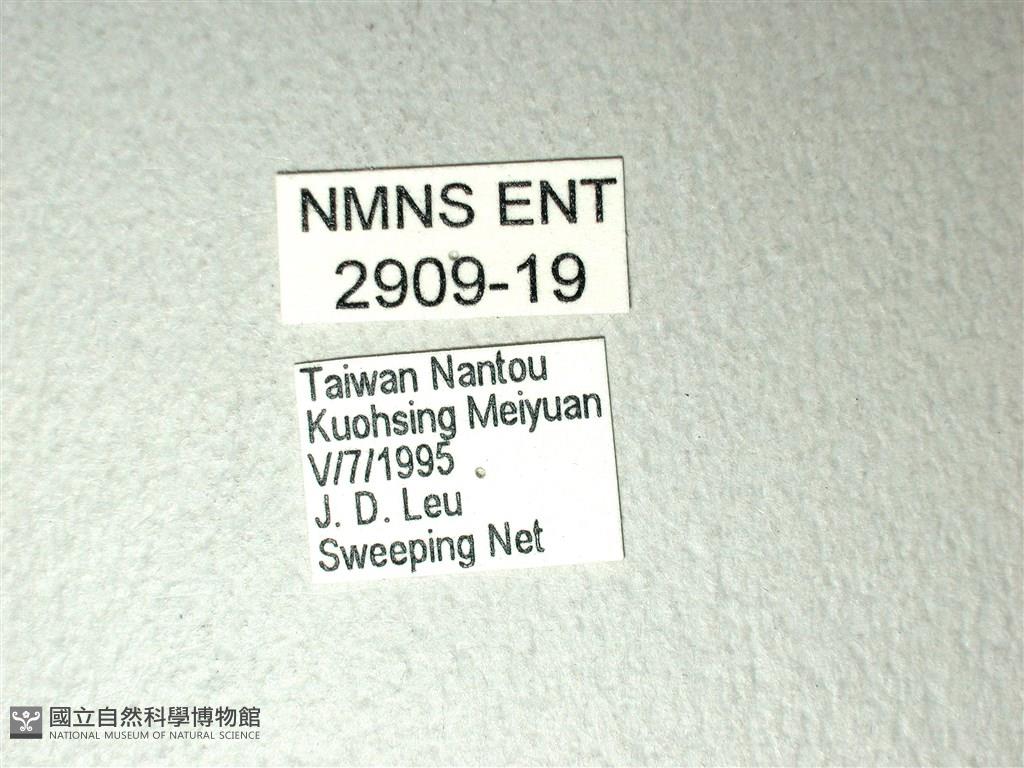 NMNS ENT
2909-19
Taiwan Nantou
Kuohsing Meiyuan
V/7/1995
J. D. Leu
Sweeping Net
國立自然科學博物館
NATIONAL MUSEUM OF NATURAL SCIENCE